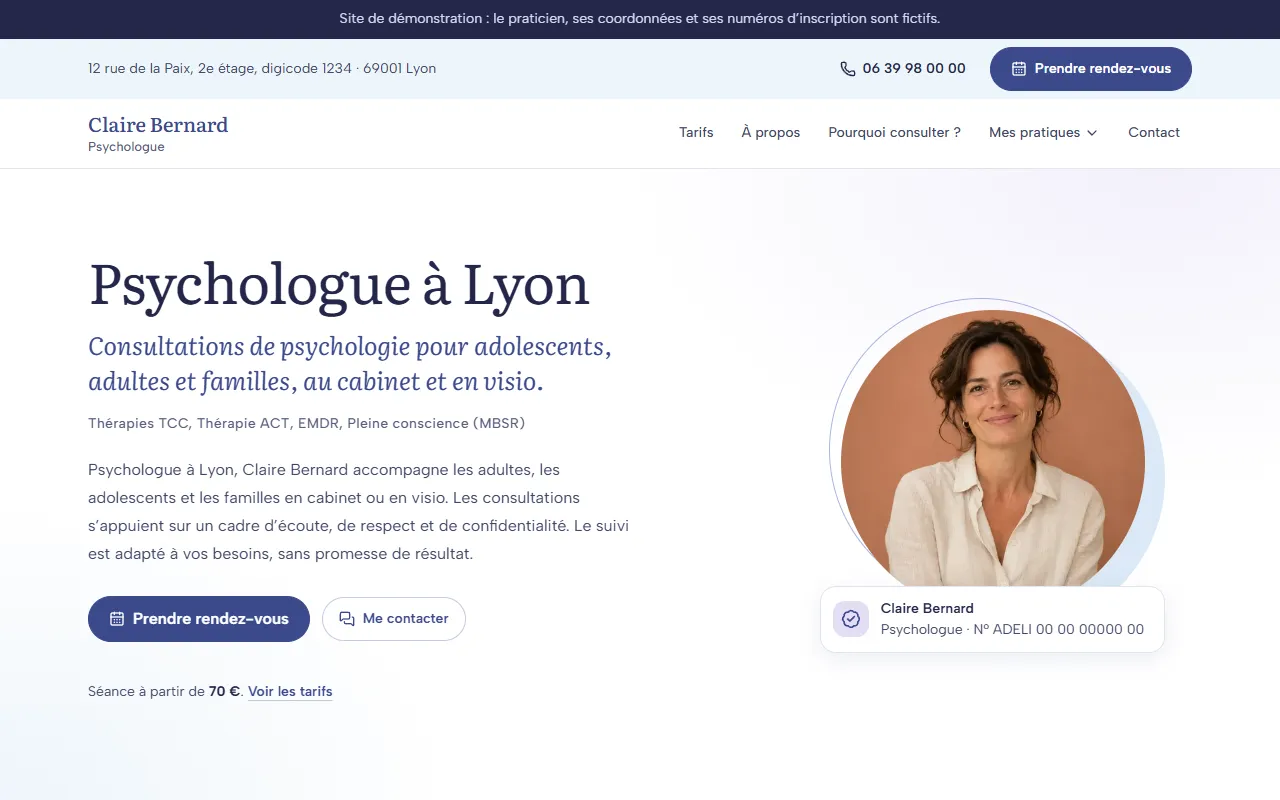 Site de démonstration : le praticien, ses coordonnées et ses numéros d’inscription sont fictifs.
12 rue de la Paix, 2e étage, digicode 1234 · 69001 Lyon
06 39 98 00 00
Prendre rendez-vous
Claire Bernard
Psychologue
Tarifs
À propos
Pourquoi consulter ?
Mes pratiques
Contact
Psychologue à Lyon
Consultations de psychologie pour adolescents,
adultes et familles, au cabinet et en visio.
Thérapies TCC, Thérapie ACT, EMDR, Pleine conscience (MBSR)
Psychologue à Lyon, Claire Bernard accompagne les adultes, les
adolescents et les familles en cabinet ou en visio. Les consultations
s’appuient sur un cadre d’écoute, de respect et de confidentialité. Le suivi
est adapté à vos besoins, sans promesse de résultat.
Prendre rendez-vous
Me contacter
Séance à partir de 70 €. Voir les tarifs
Claire Bernard
Psychologue · N° ADELI 00 00 00000 00